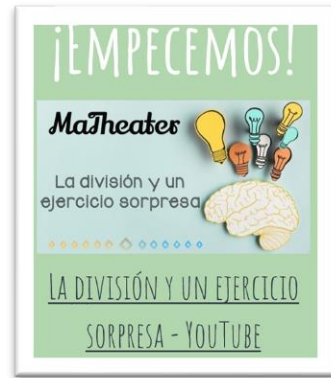 ¡EMPECEMOS!
MaTheater
La división y un
ejercicio sorpresa
LA DIVISIÓN Y UN EJERCICIO
SORPRESA - YOUTUBE